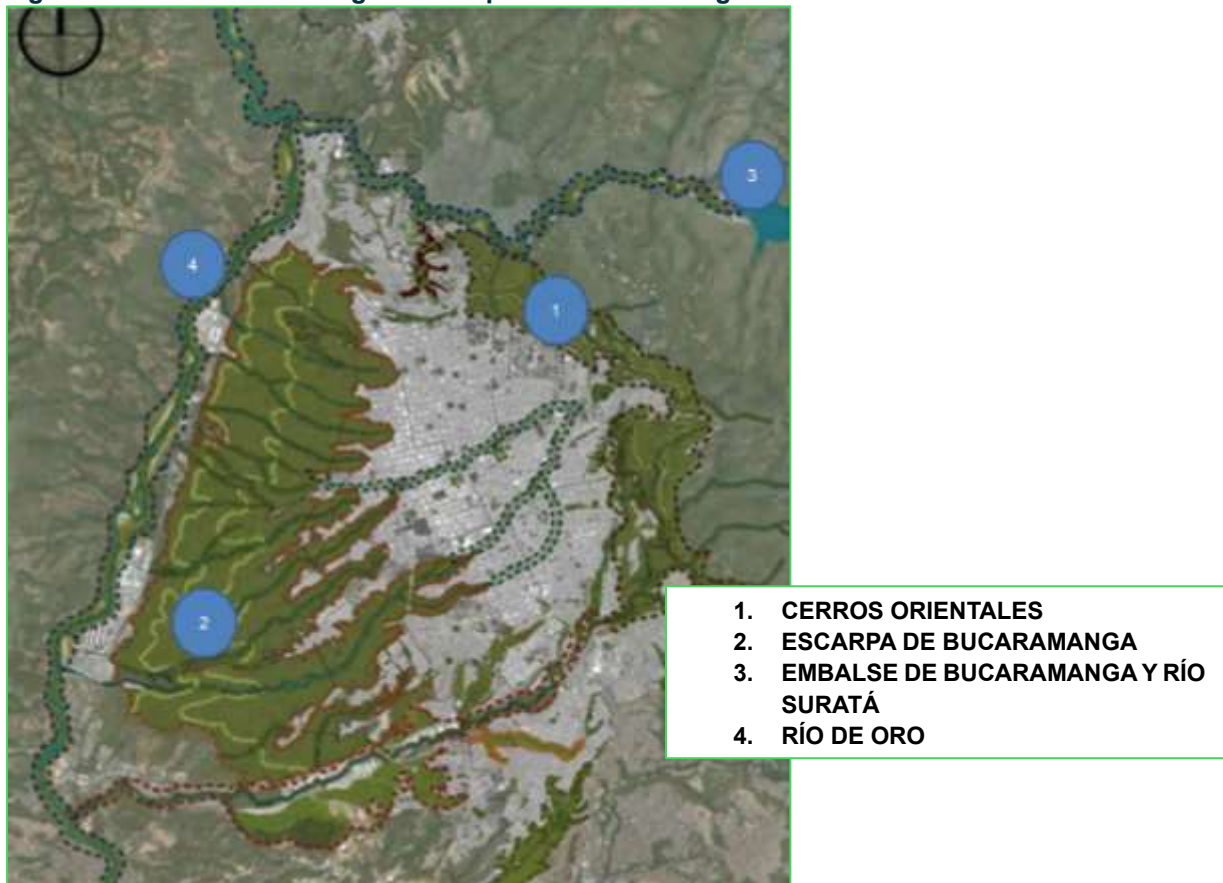 3
4
1
2
1. CERROS ORIENTALES
2. ESCARPA DE BUCARAMANGA
3. EMBALSE DE BUCARAMANGA Y RÍO
SURATÁ
4. RÍO DE ORO